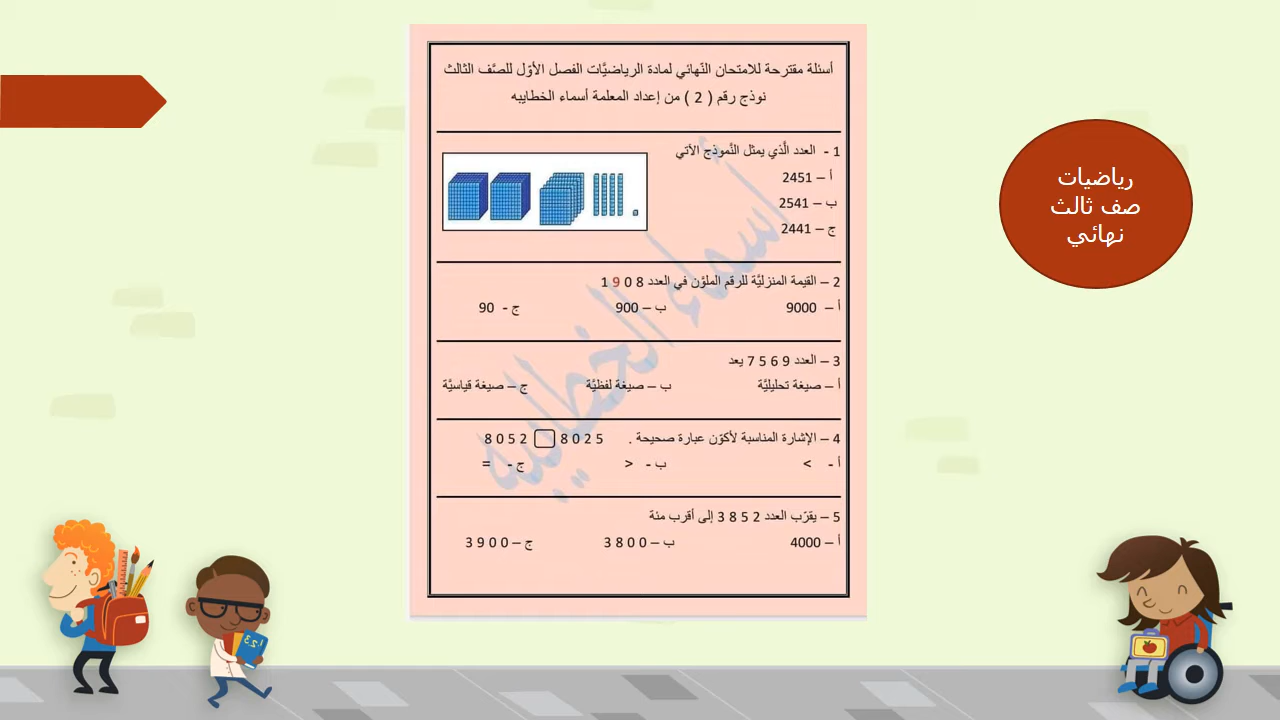 أسئلة مقترحة للامتحان النّهائي لمادة الرياضيَّات الفصل الأوّل للصَّف الثالث
نوذج رقم ( 2 ) من إعداد المعلمة أسماء الخطايبه
1 - العدد الَّذي يمثل النَّموذج الآتي
أ – 2451
ب – 2541
ج – 2441
2 – القيمة المنزليَّة للرقم الملوَّن في العدد 1 9 0 8
أ – 9000 ب – 900 ج - 90
3 – العدد 7 5 6 9 يعد
أ – صيغة تحليليَّة ب – صيغة لفظيَّة ج – صيغة قياسيَّة
4 – الإشارة المناسبة لأكوّن عبارة صحيحة . 8 0 2 5 8 0 5 2
أ - < ب - > ج - =
5 – يقرّب العدد 3 8 5 2 إلى أقرب مئة
أ – 4000 ب – 3 8 0 0 ج – 3 9 0 0
أسماء الخطايبه
رياضيات
صف ثالث
نهائي
123